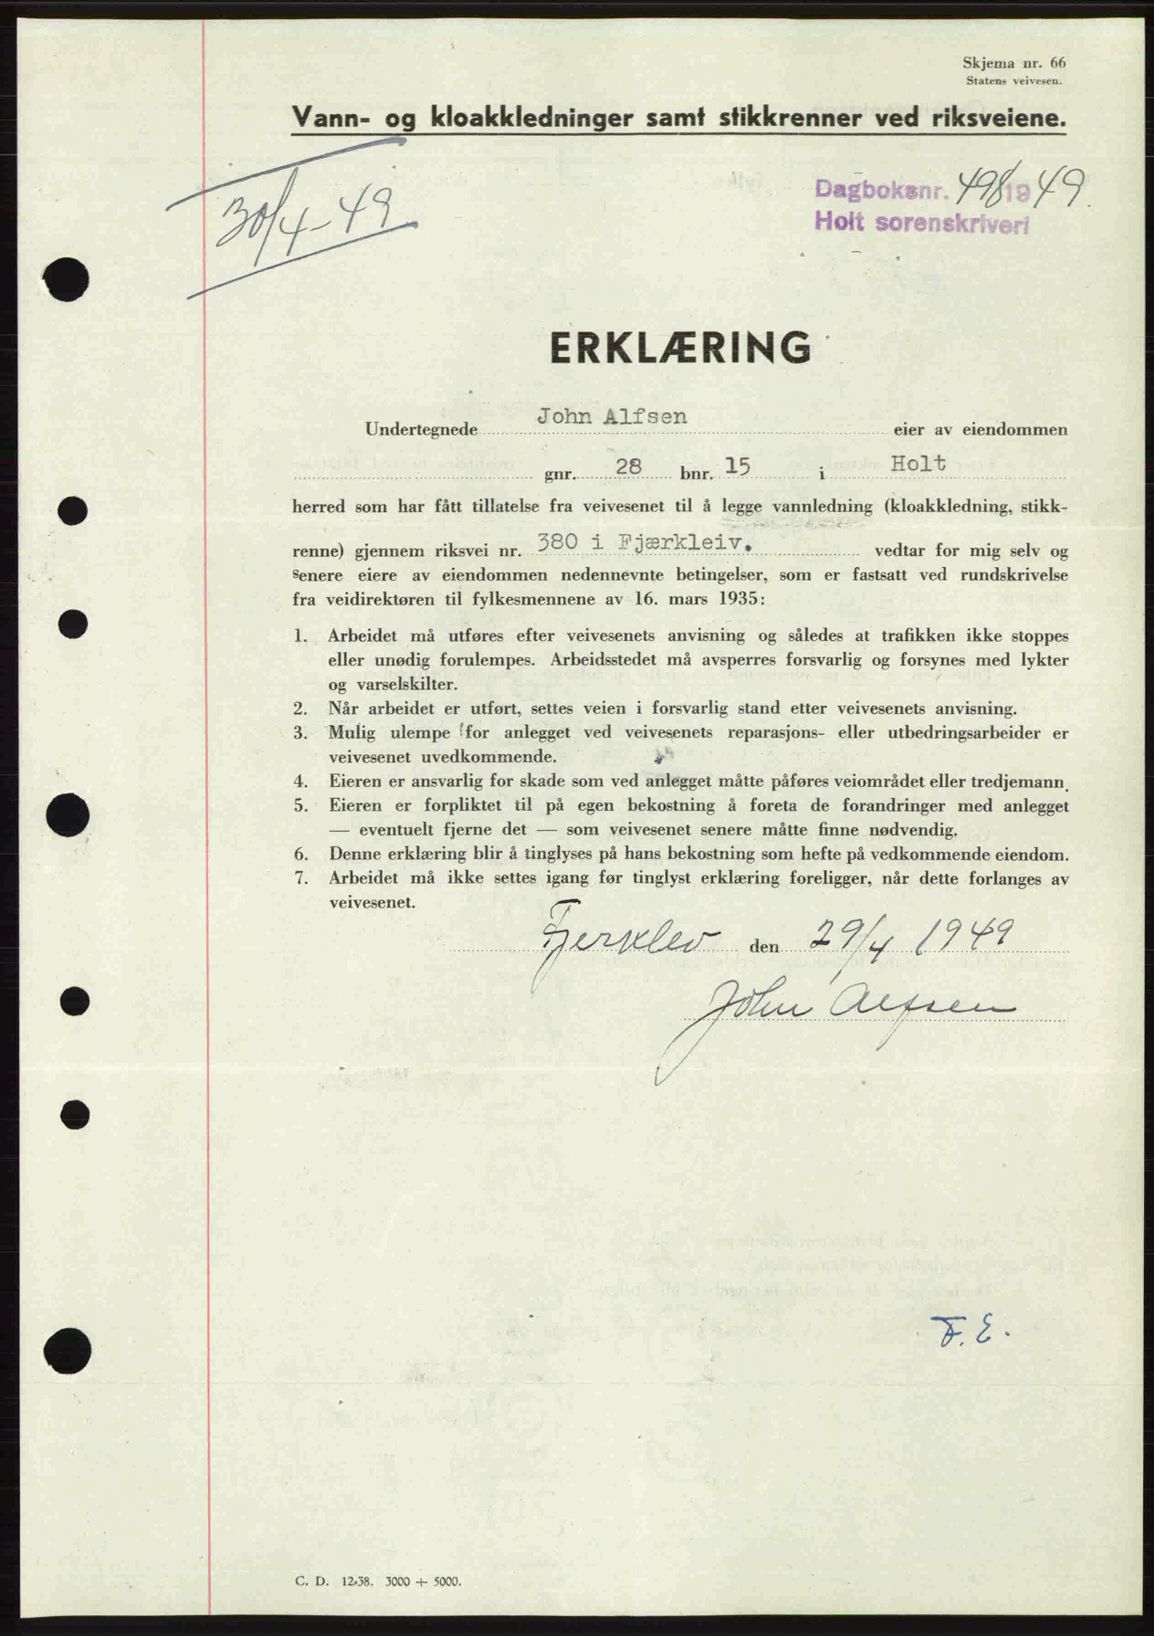 Skjema nr. 66
Statens veivesen.
Vann- og kloakkledninger samt stikkrenner ved riksveiene.
30/4-49
Dagboksnr. 498/1949.
Holt sorenskriveri
ERKLÆRING
Undertegnede John Alfsen eier av eiendommen
gnr. 28 bnr. 15 i Holt
herred som har fått tillatelse fra veivesenet til å legge vannledning (kloakkledning, stikk-
renne) gjennem riksvei nr. 380 i Fjærkleiv. vedtar for mig selv og
senere eiere av eiendommen nedennevnte betingelser, som er fastsatt ved rundskrivelse
fra veidirektøren til fylkesmennene av 16. mars 1935:
1. Arbeidet må utføres efter veivesenets anvisning og således at trafikken ikke stoppes
eller unødig forulempes. Arbeidsstedet må avsperres forsvarlig og forsynes med lykter
og varselskilter.
2. Når arbeidet er utført, settes veien i forsvarlig stand etter veivesenets anvisning.
3. Mulig ulempe for anlegget ved veivesenets reparasjons- eller utbedringsarbeider er
veivesenet uvedkommende.
4. Eieren er ansvarlig for skade som ved anlegget måtte påføres veiområdet eller tredjemann.
5. Eieren er forpliktet til på egen bekostning å foreta de forandringer med anlegget
— eventuelt fjerne det — som veivesenet senere måtte finne nødvendig.
6. Denne erklæring blir å tinglyses på hans bekostning som hefte på vedkommende eiendom.
7. Arbeidet må ikke settes igang før tinglyst erklæring foreligger, når dette forlanges av
veivesenet.
Fjerklev den 29/4 1949
John Alfsen
F. E.
C. D. 12-38. 3000 + 5000.